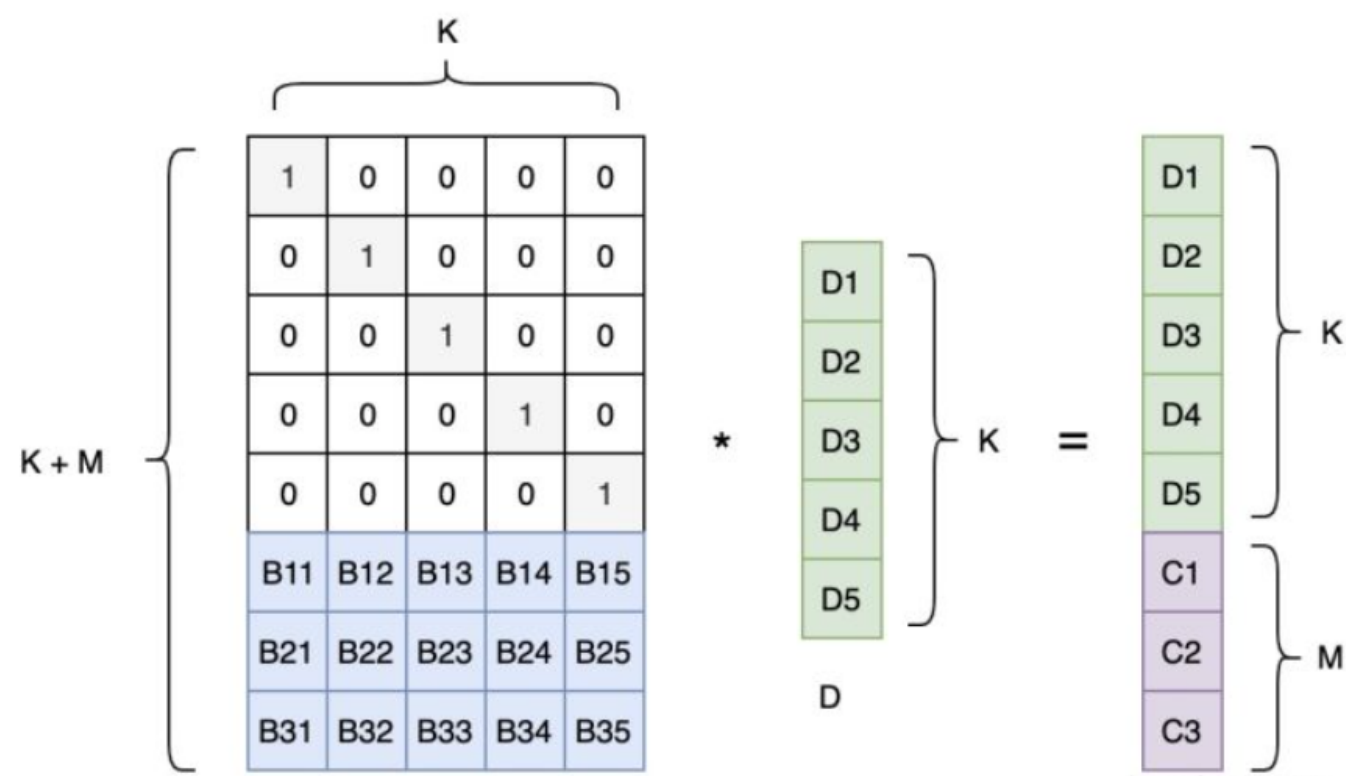 K
1 0 0 0 0
0 1 0 0 0
0 0 1 0 0
0 0 0 1 0
0 0 0 0 1
B11 B12 B13 B14 B15
B21 B22 B23 B24 B25
B31 B32 B33 B34 B35
K + M
*
D1
D2
D3
D4
D5
K
D
=
D1
D2
D3
D4
D5
C1
C2
C3
K
M